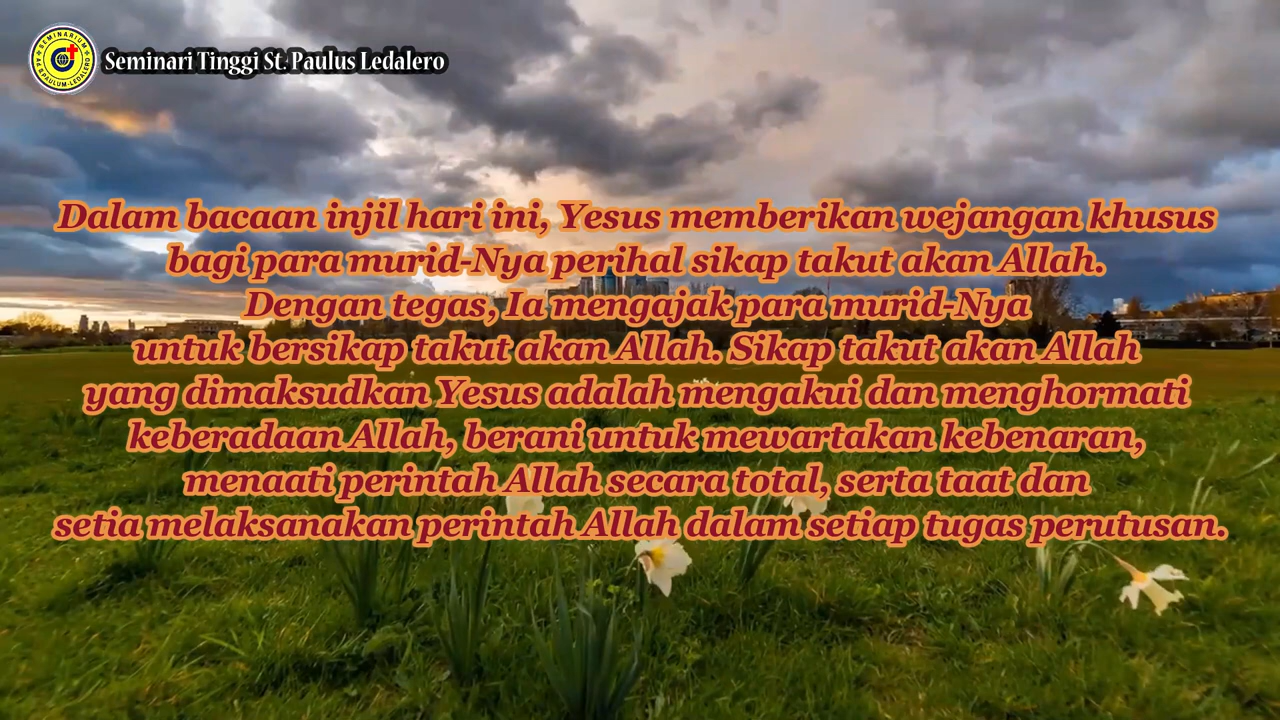 Seminari Tinggi St. Paulus Ledalero
Dalam bacaan injil hari ini, Yesus memberikan wejangan khusus
bagi para murid-Nya perihal sikap takut akan Allah.
Dengan tegas, Ia mengajak para murid-Nya
untuk bersikap takut akan Allah. Sikap takut akan Allah
yang dimaksudkan Yesus adalah mengakui dan menghormati
keberadaan Allah, berani untuk mewartakan kebenaran,
menaati perintah Allah secara total, serta taat dan
setia melaksanakan perintah Allah dalam setiap tugas perutusan.